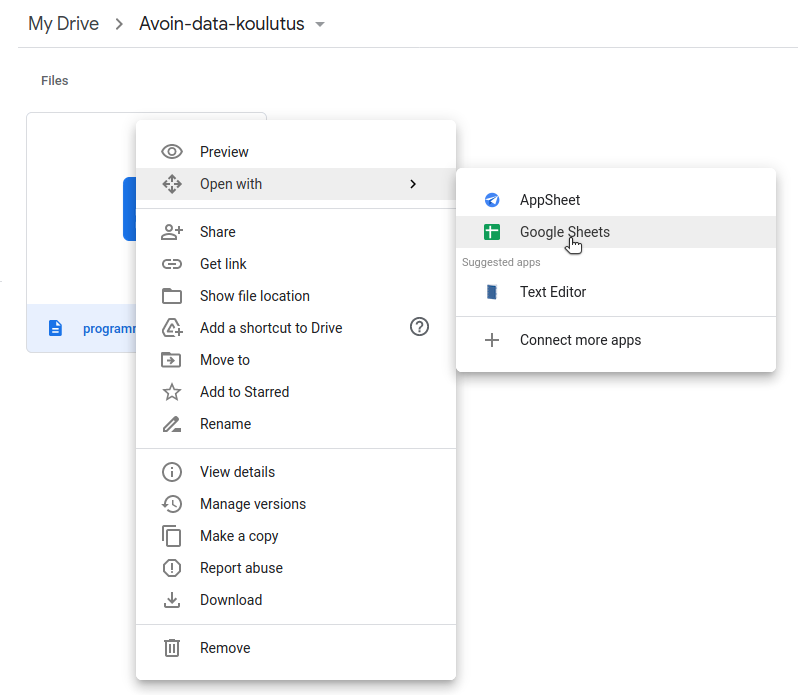 My Drive > Avoin-data-koulutus
Files
Preview
Open with
Share
Get link
Show file location
Add a shortcut to Drive
Move to
Add to Starred
Rename
View details
Manage versions
Make a copy
Report abuse
Download
Remove
AppSheet
Google Sheets
Suggested apps
Text Editor
Connect more apps